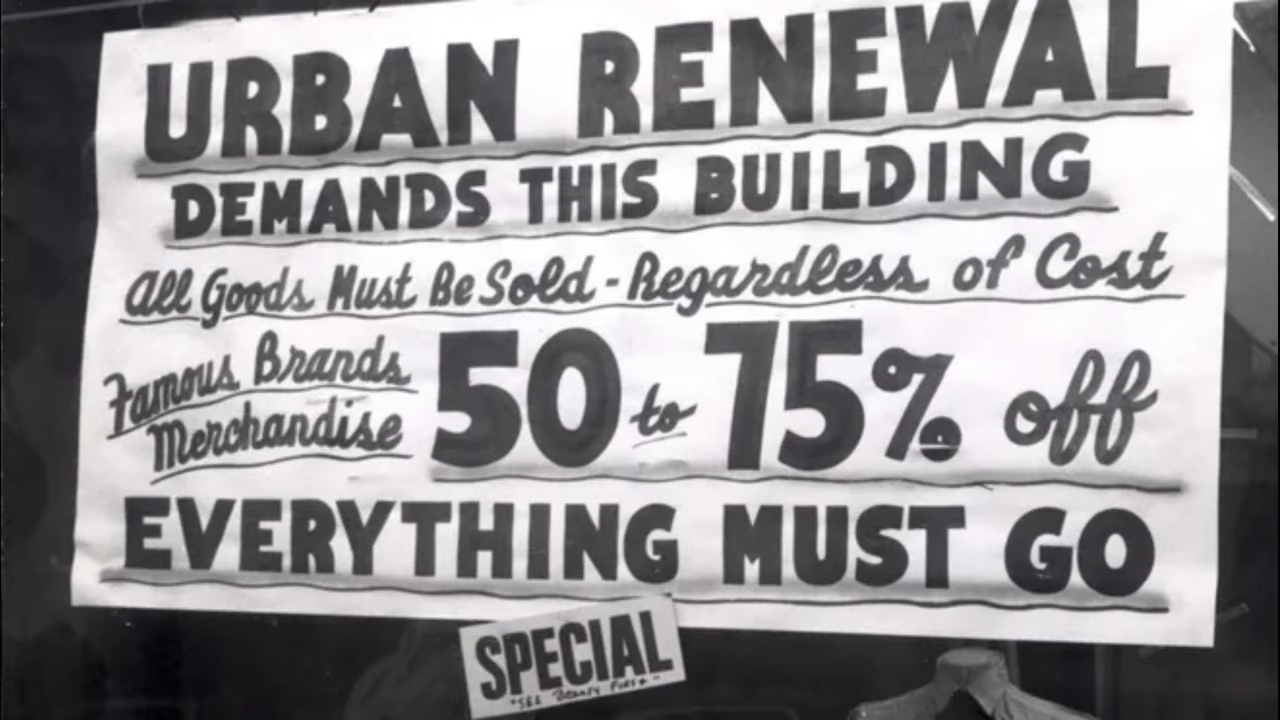 URBAN RENEWAL
DEMANDS THIS BUILDING
All Goods Must Be Sold - Regardless of Cost
Famous Brands
Merchandise
50 to 75% off
EVERYTHING MUST GO
SPECIAL
"SEE